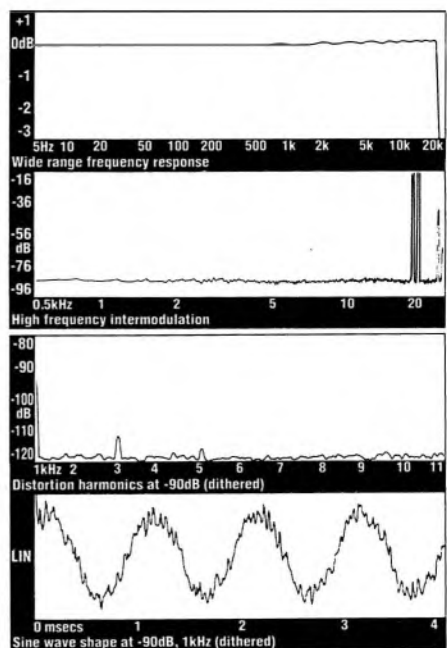 +1
0dB
-1
-2
-3
5Hz 10 20 50 100 200 500 1k 2k 5k 10k 20k
Wide range frequency response
-16
-36
-56
dB
-76
-96
0.5kHz 1 2 5 10 20
High frequency intermodulation
-80
-90
-100
dB
-110
-120
1kHz 2 3 4 5 6 7 8 9 10 11
Distortion harmonics at -90dB (dithered)
LIN
0 msecs 1 2 3 4
Sine wave shape at -90dB, 1kHz (dithered)